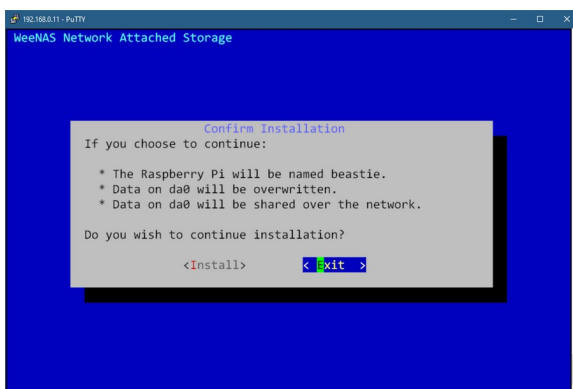 192.168.0.11 - PuTTY
WeeNAS Network Attached Storage
Confirm Installation
If you choose to continue:
* The Raspberry Pi will be named beastie.
* Data on da0 will be overwritten.
* Data on da0 will be shared over the network.
Do you wish to continue installation?
<Install> < Exit >